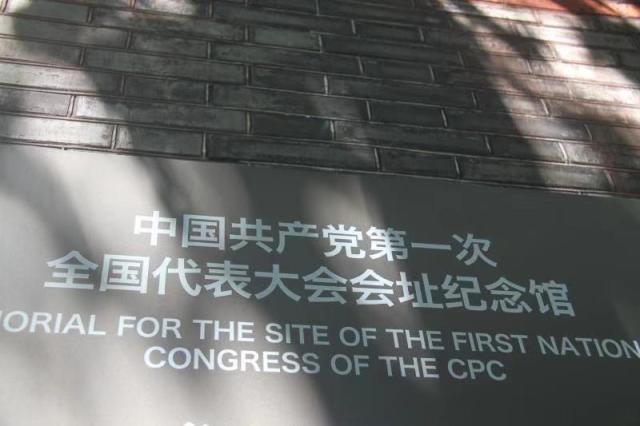 中国共产党第一次
全国代表大会会址纪念馆
ORIAL FOR THE SITE OF THE FIRST NATION
CONGRESS OF THE CPC